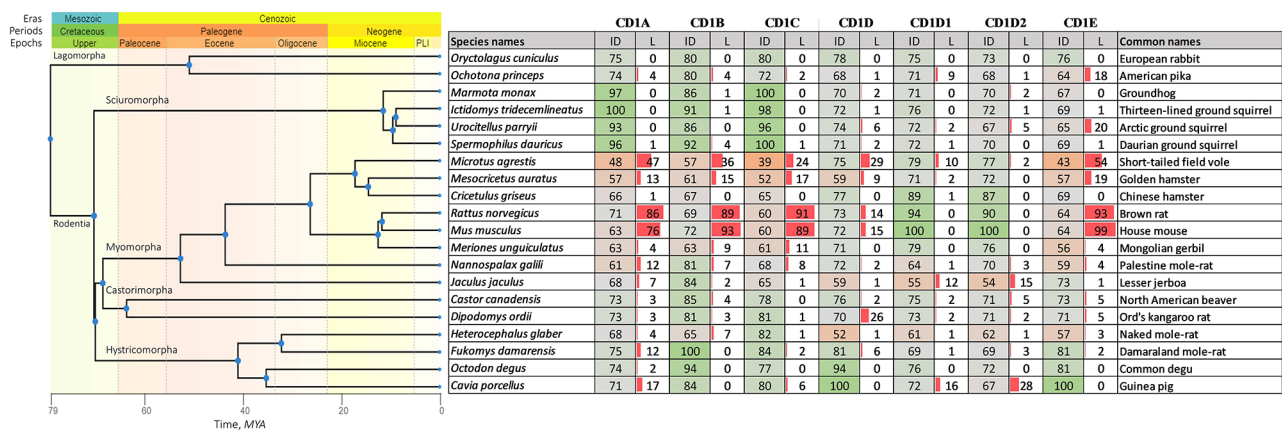 Eras Mesozoic Cenozoic
Periods Cretaceous Paleogene Neogene
Epochs Upper Paleocene Eocene Oligocene Miocene PLI
Lagomorpha
Sciuromorpha
Rodentia
Myomorpha
Castorimorpha
Hystricomorpha
79 60 40 20 0
Time, MYA
CD1A CD1B CD1C CD1D CD1D1 CD1D2 CD1E
Species names ID L ID L ID L ID L ID L ID L ID L Common names
Oryctolagus cuniculus 75 0 80 0 80 0 78 0 75 0 73 0 76 0 European rabbit
Ochotona princeps 74 4 80 4 72 2 68 1 71 9 68 1 64 18 American pika
Marmota monax 97 0 86 1 100 0 70 2 71 0 70 2 67 0 Groundhog
Ictidomys tridecemlineatus 100 0 91 1 98 0 70 1 76 0 72 1 69 1 Thirteen-lined ground squirrel
Urocitellus parryii 93 0 86 0 96 0 74 6 72 2 67 5 65 20 Arctic ground squirrel
Spermophilus dauricus 96 1 92 4 100 1 71 2 72 1 70 0 69 1 Daurian ground squirrel
Microtus agrestis 48 47 57 36 39 24 75 29 79 10 77 2 43 54 Short-tailed field vole
Mesocricetus auratus 57 13 61 15 52 17 59 9 71 2 72 0 57 19 Golden hamster
Cricetulus griseus 66 1 67 0 65 0 77 0 89 1 87 0 69 0 Chinese hamster
Rattus norvegicus 71 86 69 89 60 91 73 14 94 0 90 0 64 93 Brown rat
Mus musculus 63 76 72 93 60 89 72 15 100 0 100 0 64 99 House mouse
Meriones unguiculatus 63 4 63 9 61 11 71 0 79 0 76 0 56 4 Mongolian gerbil
Nannospalax galili 61 12 81 7 68 8 72 2 64 1 70 3 59 4 Palestine mole-rat
Jaculus jaculus 68 7 84 2 65 1 59 1 55 12 54 15 73 1 Lesser jerboa
Castor canadensis 73 3 85 4 78 0 76 2 75 2 71 5 73 5 North American beaver
Dipodomys ordii 73 3 81 3 81 1 70 26 73 2 71 2 71 5 Ord's kangaroo rat
Heterocephalus glaber 68 4 65 7 82 1 52 1 61 1 62 1 57 3 Naked mole-rat
Fukomys damarensis 75 12 100 0 84 2 81 6 69 1 69 3 81 2 Damaraland mole-rat
Octodon degus 74 2 94 0 77 0 94 0 76 0 72 0 81 0 Common degu
Cavia porcellus 71 17 84 0 80 6 100 0 72 16 67 28 100 0 Guinea pig